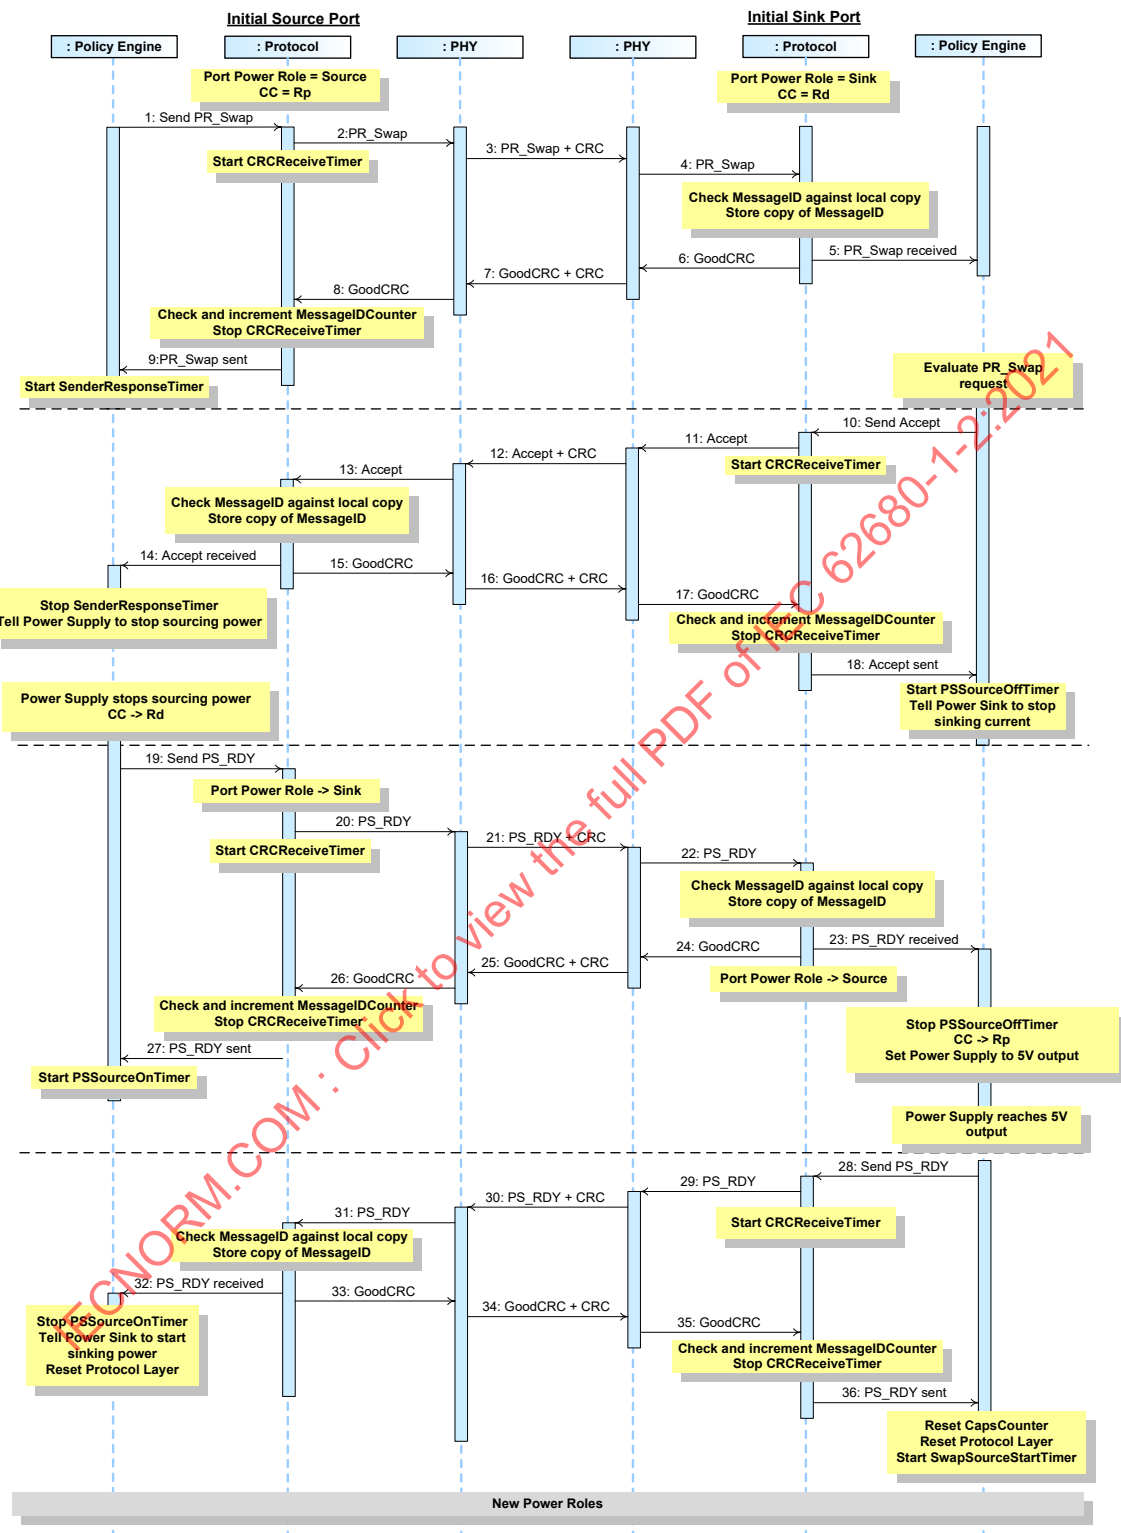 Initial Source Port
Initial Sink Port
: Policy Engine
: Protocol
: PHY
: PHY
: Protocol
: Policy Engine
Port Power Role = Source
CC = Rp
Port Power Role = Sink
CC = Rd
1: Send PR_Swap
2:PR_Swap
Start CRCReceiveTimer
3: PR_Swap + CRC
4: PR_Swap
Check MessageID against local copy
Store copy of MessageID
5: PR_Swap received
6: GoodCRC
7: GoodCRC + CRC
8: GoodCRC
Check and increment MessageIDCounter
Stop CRCReceiveTimer
9:PR_Swap sent
Start SenderResponseTimer
Evaluate PR_Swap
request
10: Send Accept
11: Accept
Start CRCReceiveTimer
12: Accept + CRC
13: Accept
Check MessageID against local copy
Store copy of MessageID
14: Accept received
15: GoodCRC
16: GoodCRC + CRC
17: GoodCRC
Stop SenderResponseTimer
Tell Power Supply to stop sourcing power
Check and increment MessageIDCounter
Stop CRCReceiveTimer
18: Accept sent
Power Supply stops sourcing power
CC -> Rd
Start PSSourceOffTimer
Tell Power Sink to stop
sinking current
19: Send PS_RDY
Port Power Role -> Sink
20: PS_RDY
Start CRCReceiveTimer
21: PS_RDY + CRC
22: PS_RDY
Check MessageID against local copy
Store copy of MessageID
23: PS_RDY received
24: GoodCRC
25: GoodCRC + CRC
26: GoodCRC
Port Power Role -> Source
Check and increment MessageIDCounter
Stop CRCReceiveTimer
Stop PSSourceOffTimer
CC -> Rp
Set Power Supply to 5V output
27: PS_RDY sent
Start PSSourceOnTimer
Power Supply reaches 5V
output
28: Send PS_RDY
29: PS_RDY
Start CRCReceiveTimer
30: PS_RDY + CRC
31: PS_RDY
Check MessageID against local copy
Store copy of MessageID
32: PS_RDY received
33: GoodCRC
34: GoodCRC + CRC
35: GoodCRC
Stop PSSourceOnTimer
Tell Power Sink to start
sinking power
Reset Protocol Layer
Check and increment MessageIDCounter
Stop CRCReceiveTimer
36: PS_RDY sent
Reset CapsCounter
Reset Protocol Layer
Start SwapSourceStartTimer
New Power Roles
IECNORM.COM : Click to view the full PDF of IEC 62680-1-2:2021